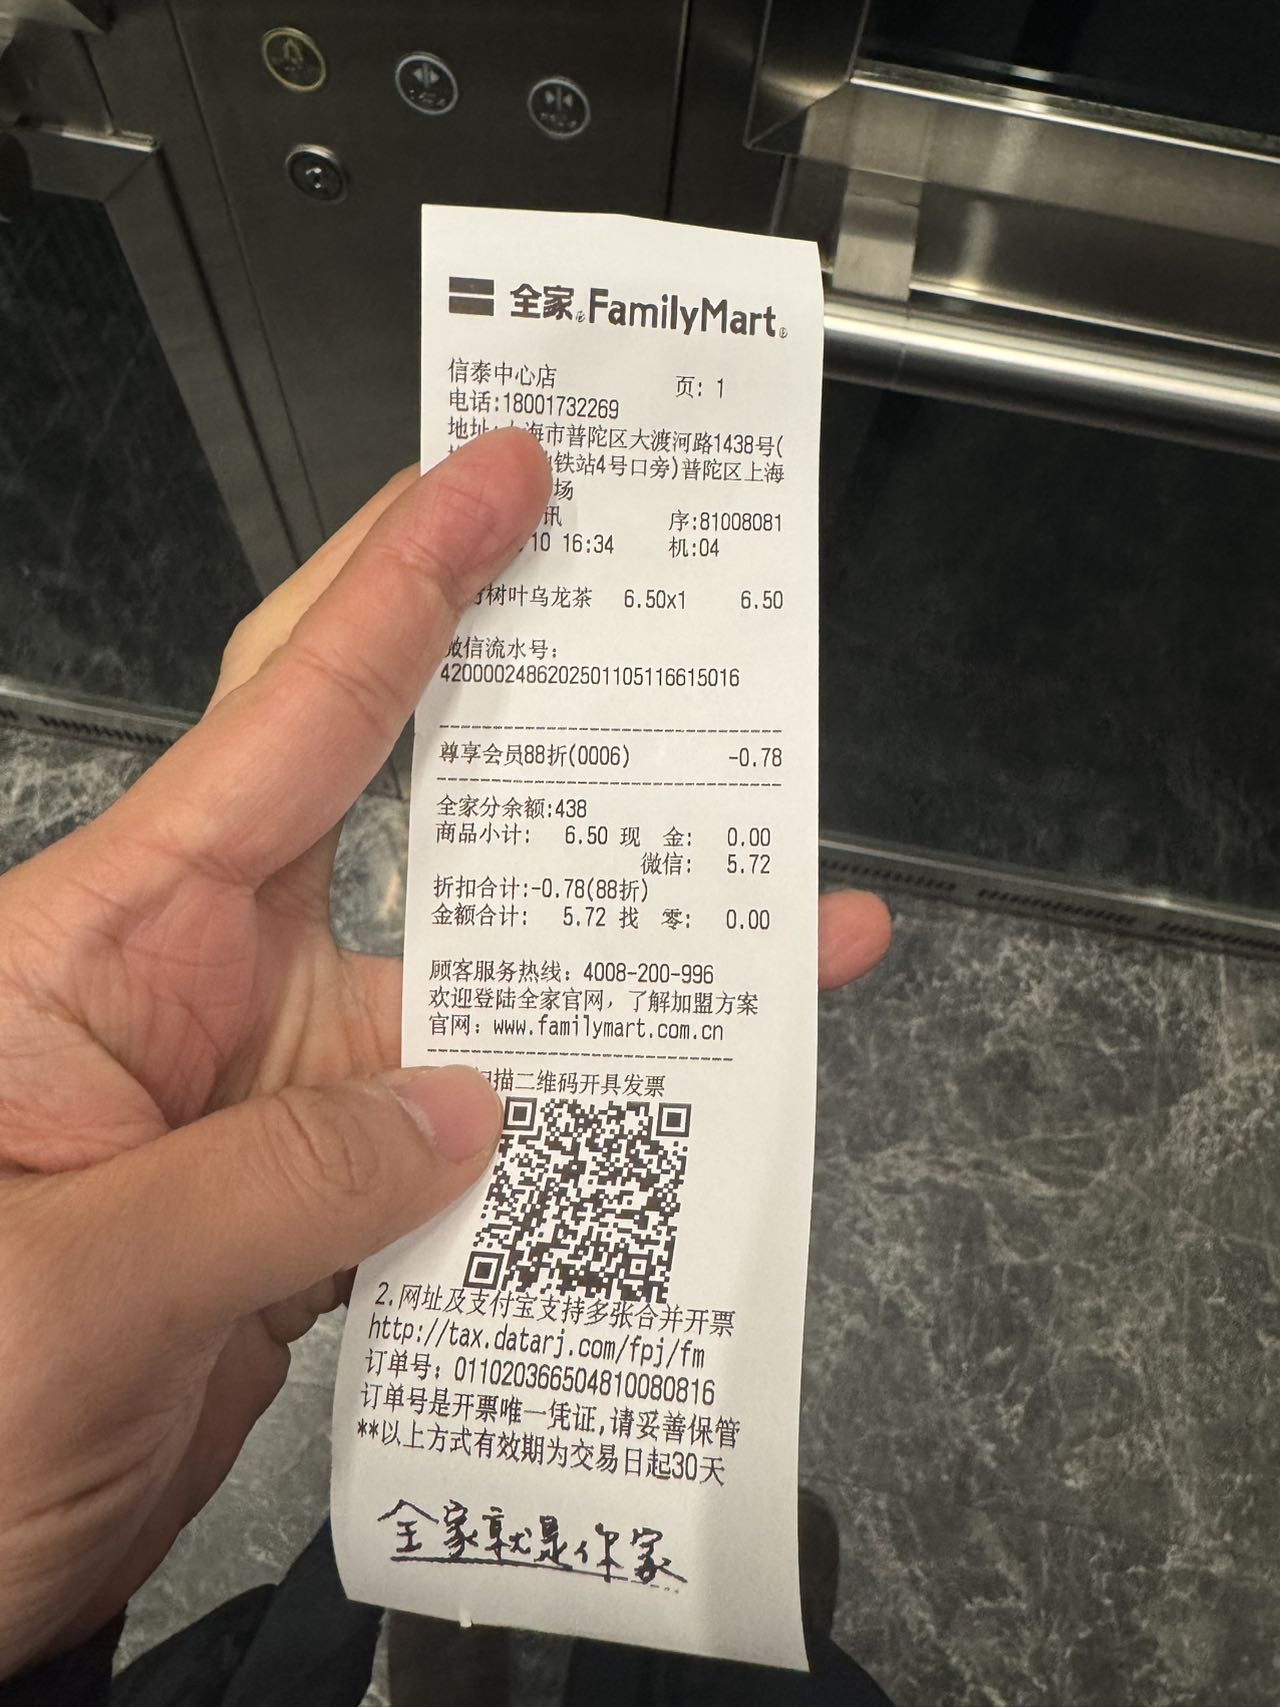 全家 FamilyMart
信泰中心店 页: 1
电话:18001732269
地址: 海市普陀区大渡河路1438号(
铁站4号口旁)普陀区上海
场
讯 序:81008081
10 16:34 机:04
树叶乌龙茶 6.50x1 6.50
微信流水号:
4200002486202501105116615016
尊享会员88折(0006) -0.78
全家分余额:438
商品小计: 6.50 现 金: 0.00
微信: 5.72
折扣合计:-0.78(88折)
金额合计: 5.72 找 零: 0.00
顾客服务热线: 4008-200-996
欢迎登陆全家官网,了解加盟方案
官网: www.familymart.com.cn
描二维码开具发票
2.网址及支付宝支持多张合并开票
http://tax.datarj.com/fpj/fm
订单号: 011020366504810080816
订单号是开票唯一凭证,请妥善保管
**以上方式有效期为交易日起30天
全家就是你家